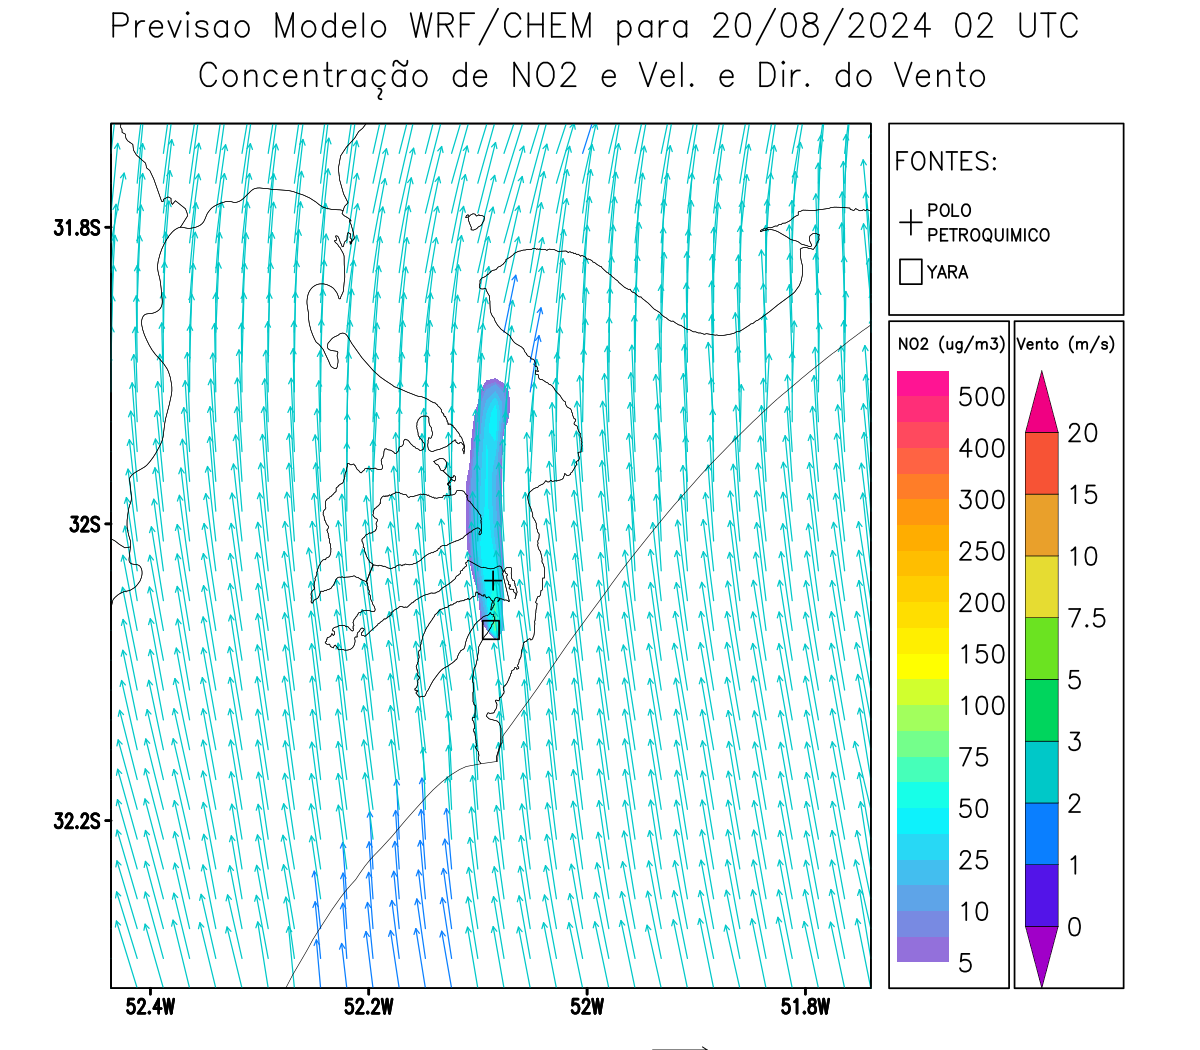 Previsao Modelo WRF/CHEM para 20/08/2024 02 UTC
Concentração de NO2 e Vel. e Dir. do Vento
FONTES:
POLO
PETROQUIMICO
YARA
31.8S
32S
32.2S
52.4W
52.2W
52W
51.8W
NO2 (ug/m3)
500
400
300
250
200
150
100
75
50
25
10
5
Vento (m/s)
20
15
10
7.5
5
3
2
1
0